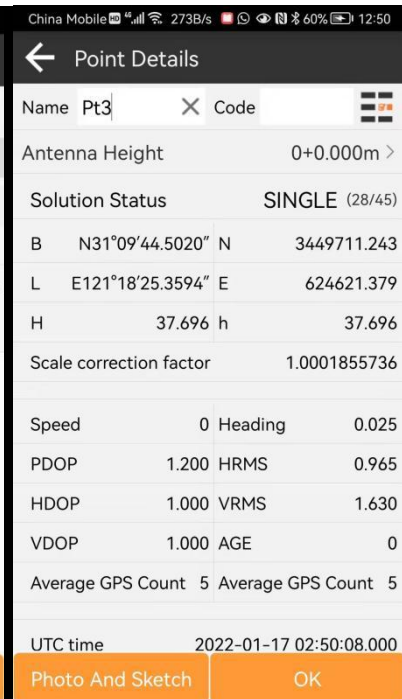 China Mobile HD 4G 273B/s 60% 12:50
Point Details
Name Pt3 Code
Antenna Height 0+0.000m >
Solution Status SINGLE (28/45)
B N31°09′44.5020″ N 3449711.243
L E121°18′25.3594″ E 624621.379
H 37.696 h 37.696
Scale correction factor 1.0001855736
Speed 0 Heading 0.025
PDOP 1.200 HRMS 0.965
HDOP 1.000 VRMS 1.630
VDOP 1.000 AGE 0
Average GPS Count 5 Average GPS Count 5
UTC time 2022-01-17 02:50:08.000
Photo And Sketch OK